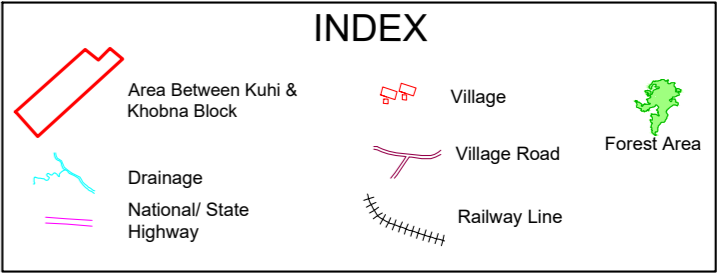 INDEX
Area Between Kuhi &
Khobna Block
Drainage
National/ State
Highway
Village
Village Road
Railway Line
Forest Area